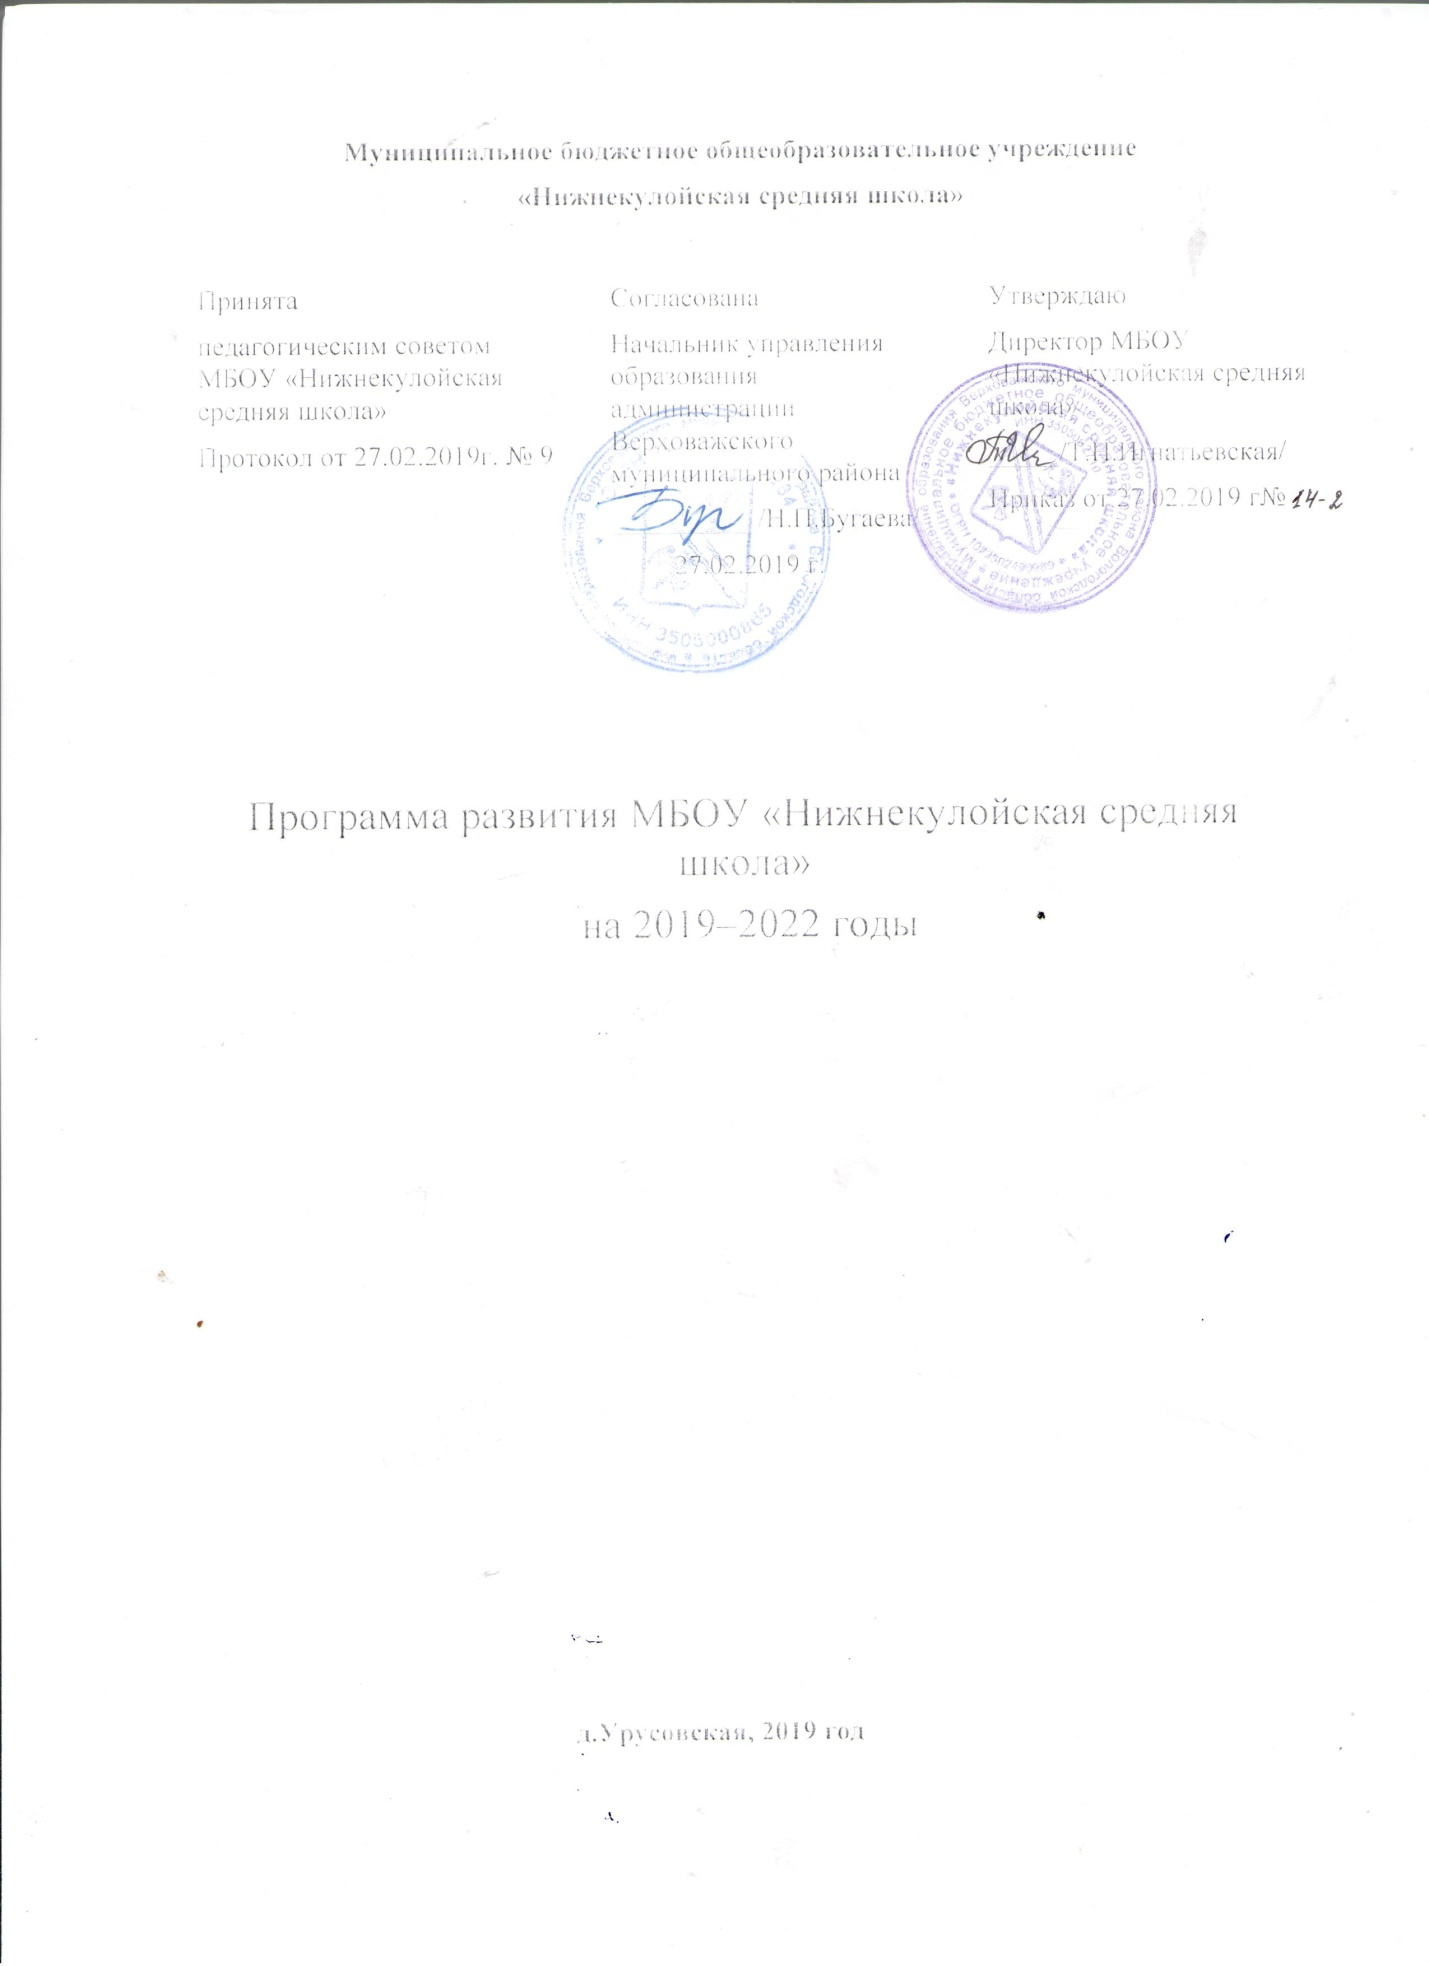 Муниципальное бюджетное общеобразовательное учреждение
«Нижнекулойская средняя школа»
Принята
педагогическим советом
МБОУ «Нижнекулойская
средняя школа»
Протокол от 27.02.2019г. № 9
Согласована
Начальник управления
образования
администрации
Верховажского
муниципального района
/Н.П.Бугаева
27.02.2019 г.
ИНН 3505000865
Утверждаю
Директор МБОУ
«Нижнекулойская средняя
школа»
/Т.Н.Игнатьевская/
Приказ от 27.02.2019 г№ 14-2
Программа развития МБОУ «Нижнекулойская средняя
школа»
на 2019–2022 годы
д.Урусовская, 2019 год